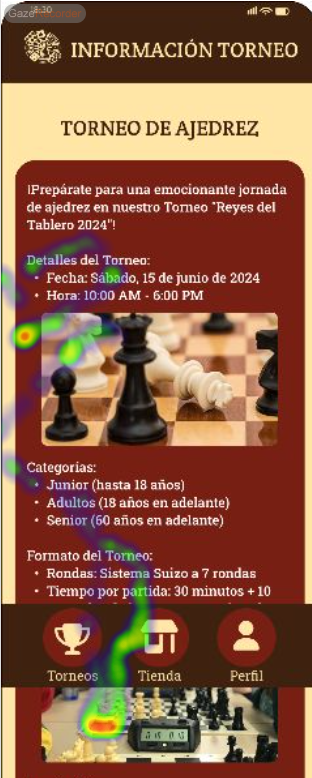 18:30
GazeRecorder
INFORMACIÓN TORNEO
TORNEO DE AJEDREZ
!Prepárate para una emocionante jornada
de ajedrez en nuestro Torneo "Reyes del
Tablero 2024"!
Detalles del Torneo:
• Fecha: Sábado, 15 de junio de 2024
• Hora: 10:00 AM - 6:00 PM
Categorías:
• Junior (hasta 18 años)
• Adultos (18 años en adelante)
• Senior (60 años en adelante)
Formato del Torneo:
• Rondas: Sistema Suizo a 7 rondas
• Tiempo por partida: 30 minutos + 10
Torneos
Tienda
Perfil